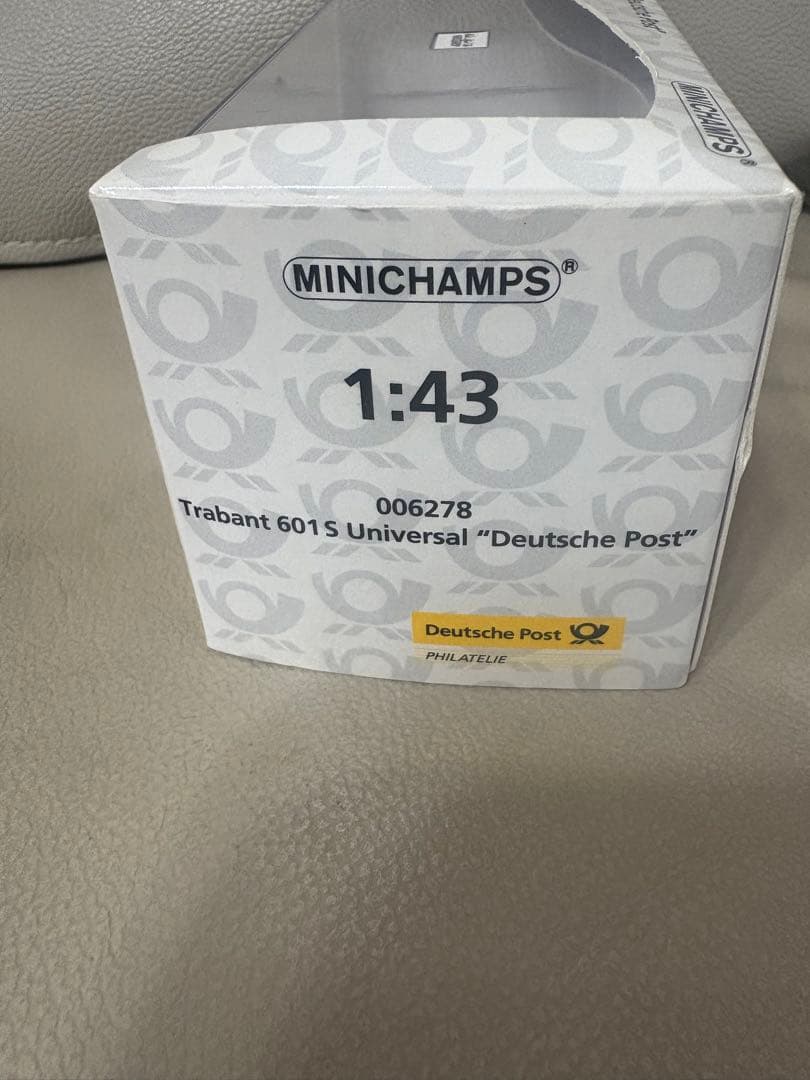 MINICHAMPS®
MINICHAMPS®
1:43
006278
Trabant 601 S Universal “Deutsche Post”
Deutsche Post
PHILATELIE